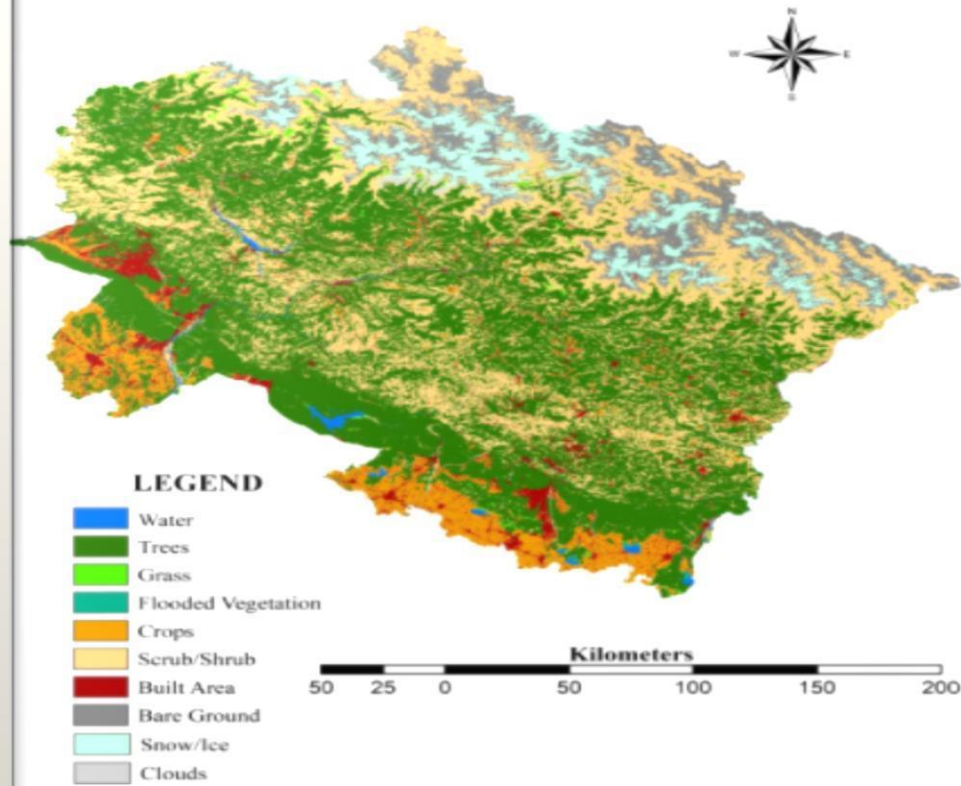 N
W E
S
LEGEND
Water
Trees
Grass
Flooded Vegetation
Crops
Scrub/Shrub
Built Area
Bare Ground
Snow/Ice
Clouds
Kilometers
50 25 0 50 100 150 200